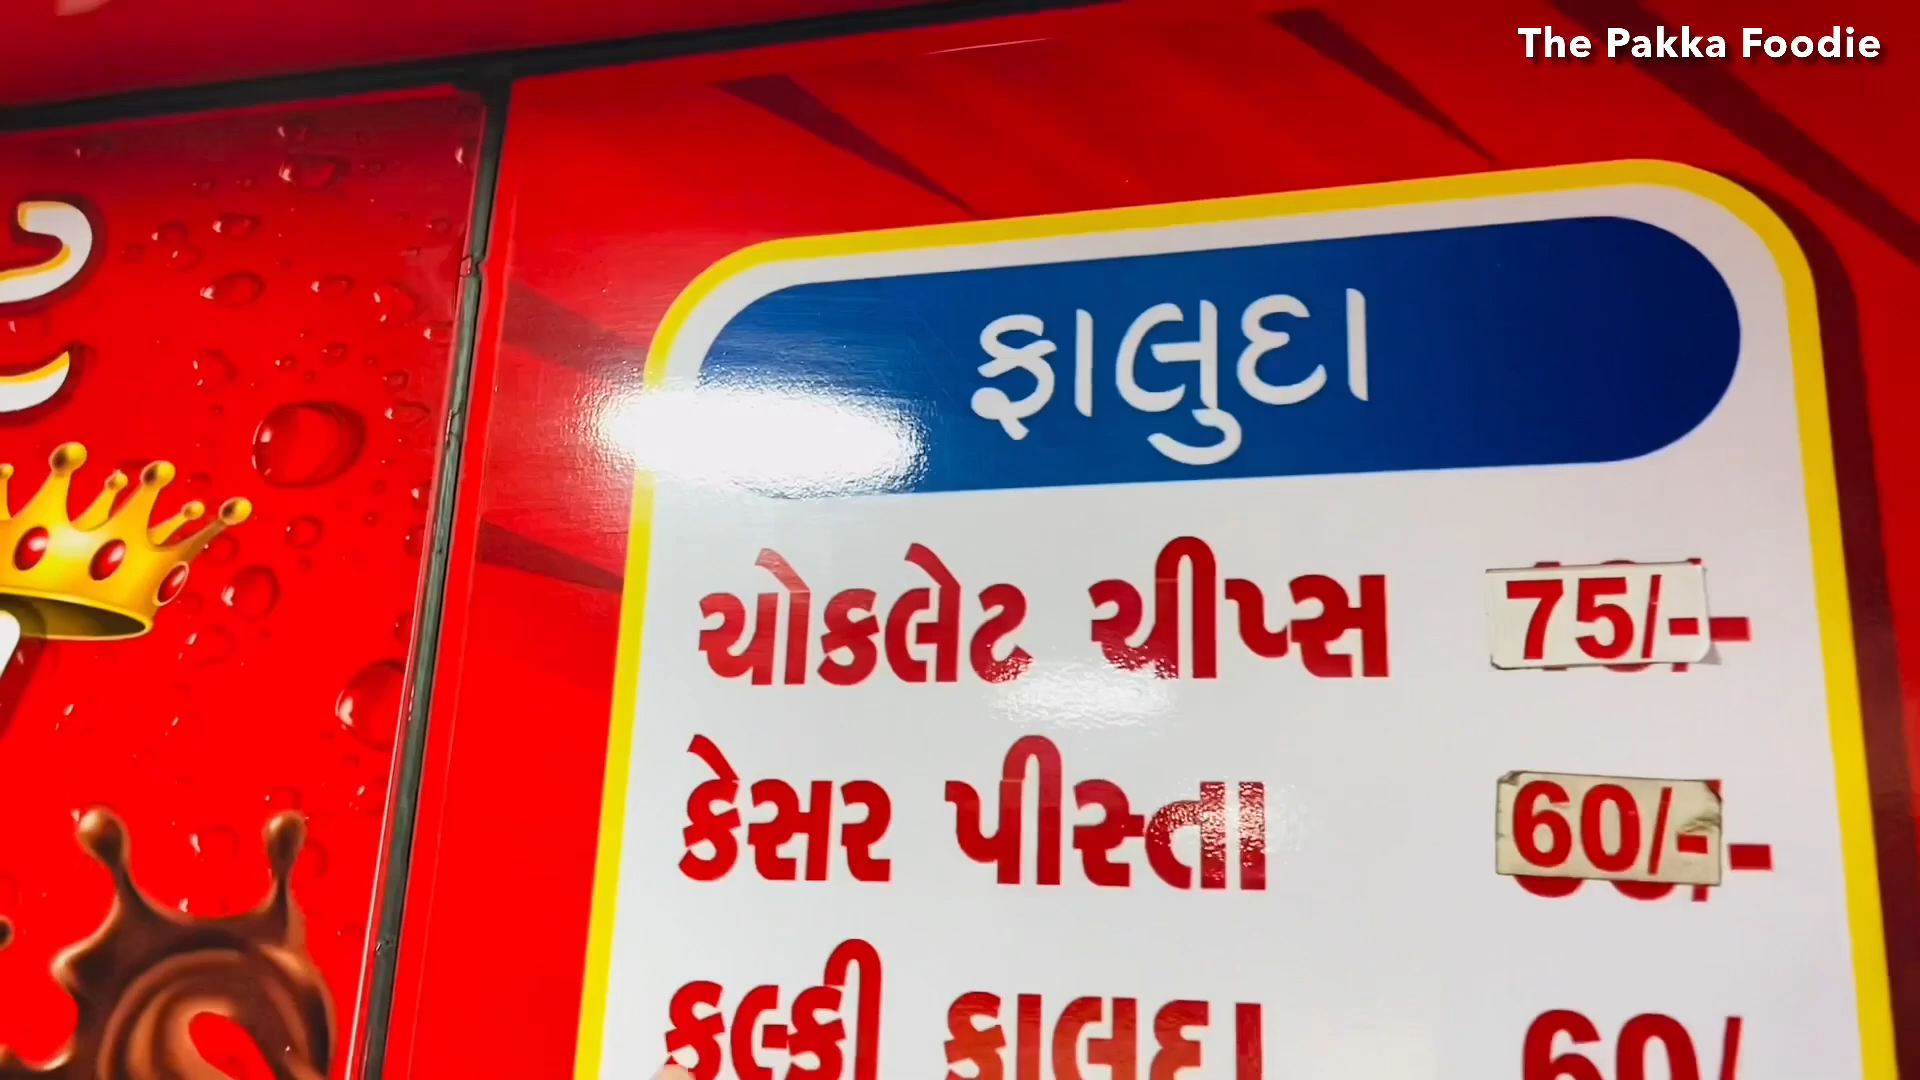 The Pakka Foodie
ફાલુદા
ચોકલેટ ચીપ્સ 75/-
કેસર પીસ્તા 60/-
60/